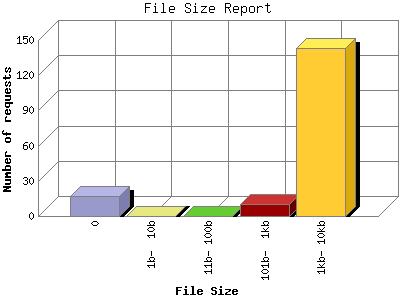 File Size Report
150
120
90
60
30
0
Number of requests
0
1b- 10b
11b- 100b
101b- 1kb
1kb- 10kb
File Size